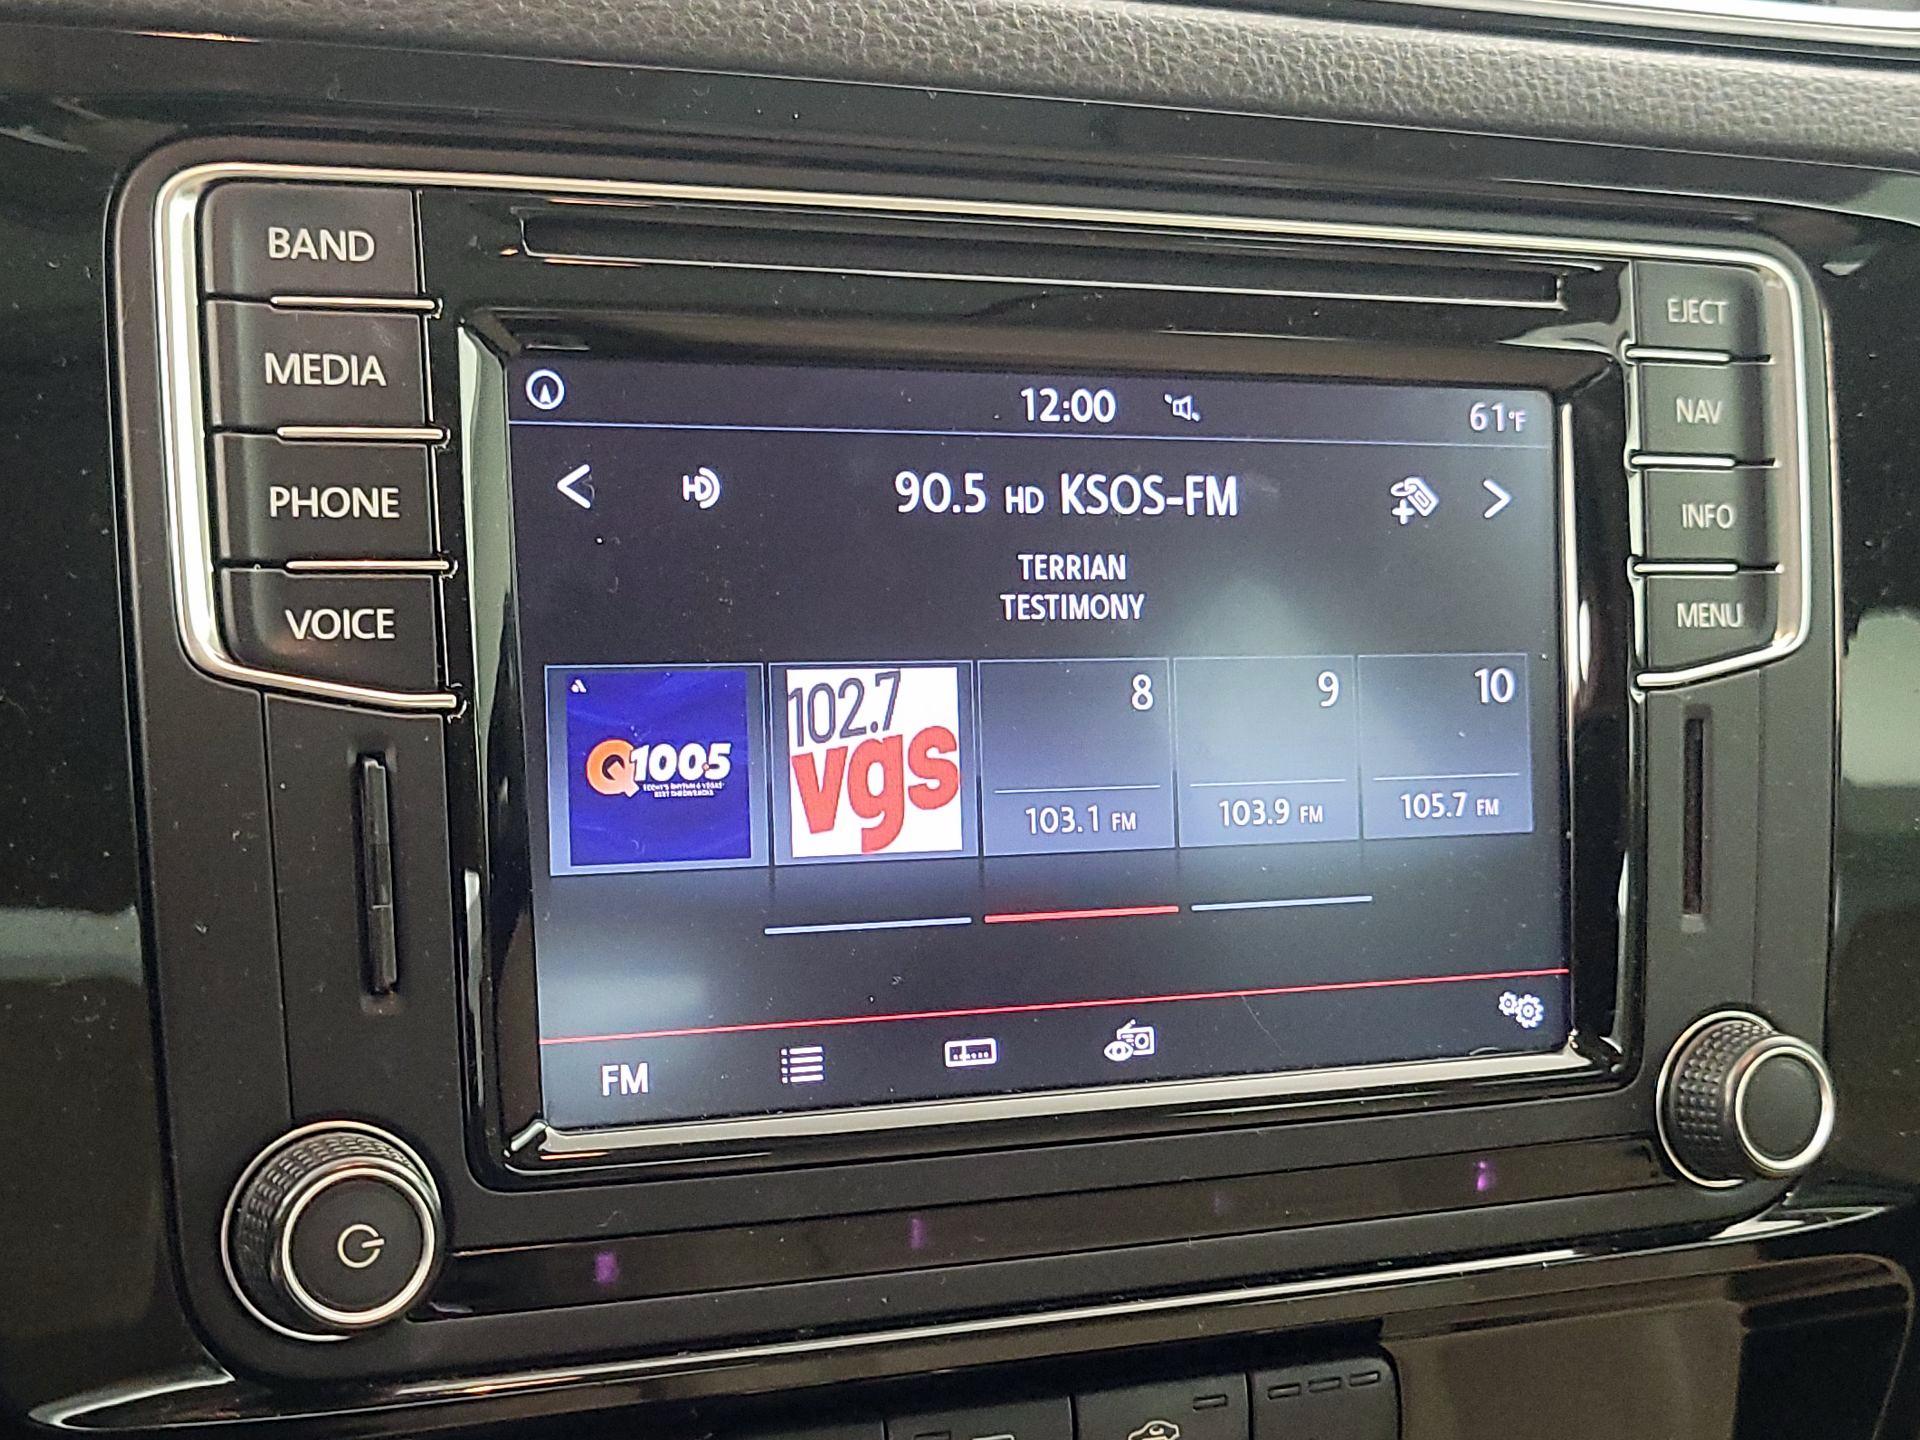 BAND
MEDIA
PHONE
VOICE
EJECT
NAV
INFO
MENU
12:00
61°F
HD
90.5 HD KSOS-FM
TERRIAN
TESTIMONY
Q100.5
102.7
vgs
8
103.1 FM
9
103.9 FM
10
105.7 FM
FM